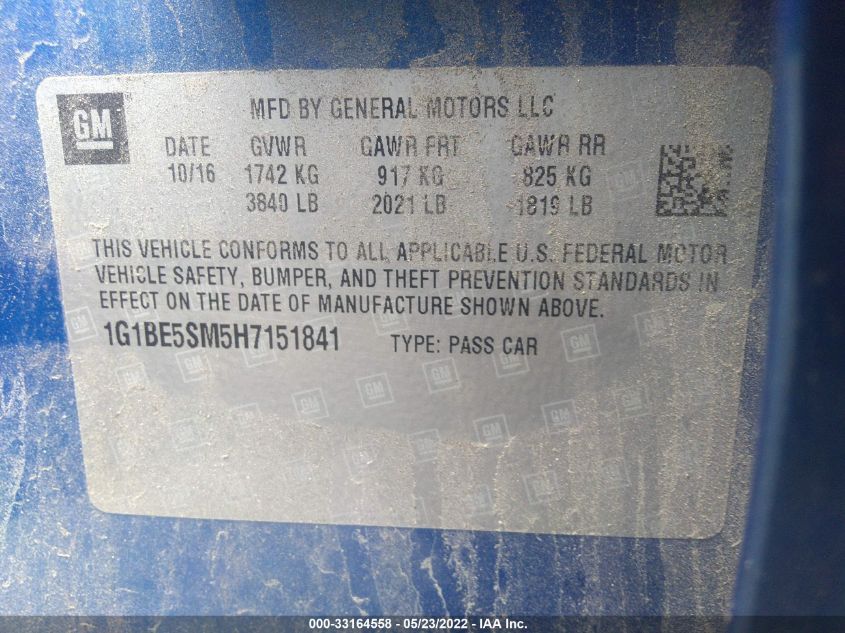 GM
MFD BY GENERAL MOTORS LLC
DATE GVWR GAWR FRT GAWR RR
10/16 1742 KG 917 KG 825 KG
3840 LB 2021 LB 1819 LB
THIS VEHICLE CONFORMS TO ALL APPLICABLE U.S. FEDERAL MOTOR
VEHICLE SAFETY, BUMPER, AND THEFT PREVENTION STANDARDS IN
EFFECT ON THE DATE OF MANUFACTURE SHOWN ABOVE.
1G1BE5SM5H7151841 TYPE: PASS CAR
000-33164558 - 05/23/2022 - IAA Inc.